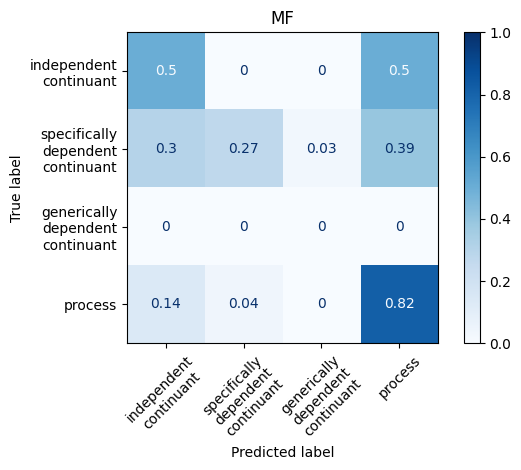 MF
True label
independent
continuant
0.5
0
0
0.5
specifically
dependent
continuant
0.3
0.27
0.03
0.39
generically
dependent
continuant
0
0
0
0
process
0.14
0.04
0
0.82
independent
continuant
specifically
dependent
continuant
generically
dependent
continuant
process
Predicted label
1.0
0.8
0.6
0.4
0.2
0.0